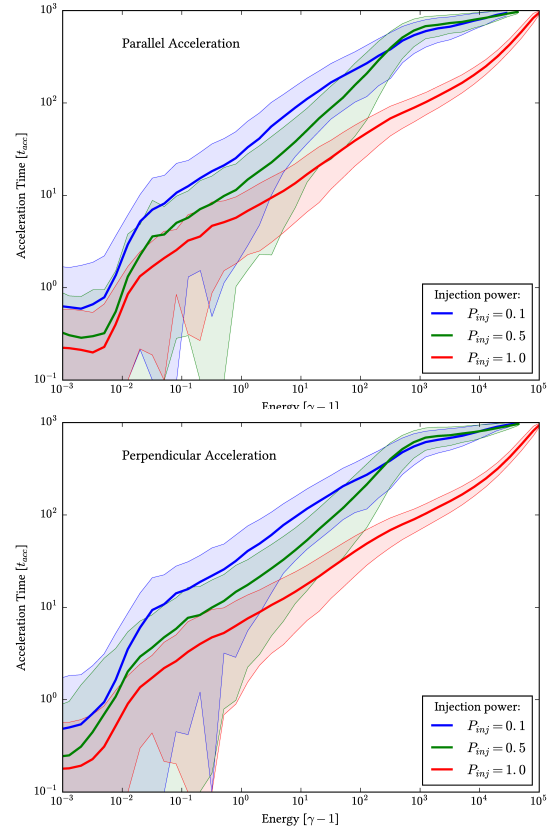 10^3
Parallel Acceleration
10^2
Acceleration Time [t_acc]
10^1
10^0
Injection power:
P_inj = 0.1
P_inj = 0.5
P_inj = 1.0
10^−1
10^−3 10^−2 10^−1 10^0 10^1 10^2 10^3 10^4 10^5
Energy [γ − 1]
10^3
Perpendicular Acceleration
10^2
Acceleration Time [t_acc]
10^1
10^0
Injection power:
P_inj = 0.1
P_inj = 0.5
P_inj = 1.0
10^−1
10^−3 10^−2 10^−1 10^0 10^1 10^2 10^3 10^4 10^5
Energy [γ − 1]